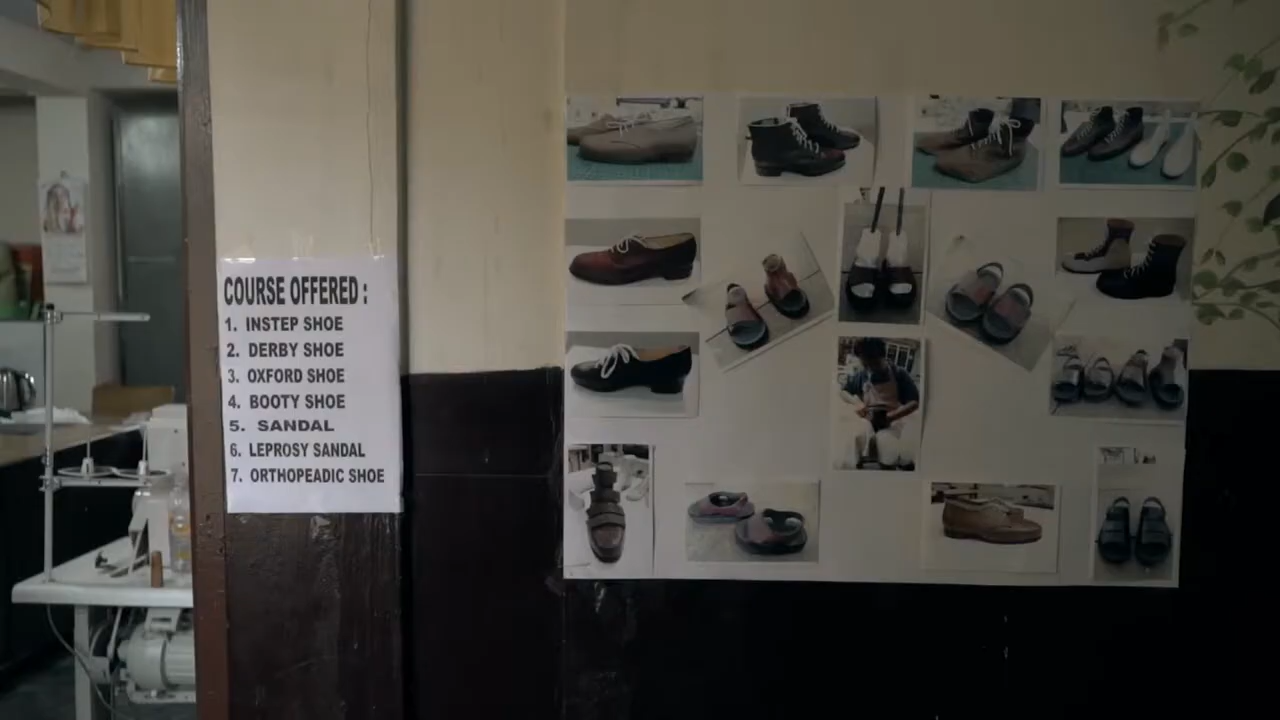 COURSE OFFERED :
1. INSTEP SHOE
2. DERBY SHOE
3. OXFORD SHOE
4. BOOTY SHOE
5. SANDAL
6. LEPROSY SANDAL
7. ORTHOPEADIC SHOE